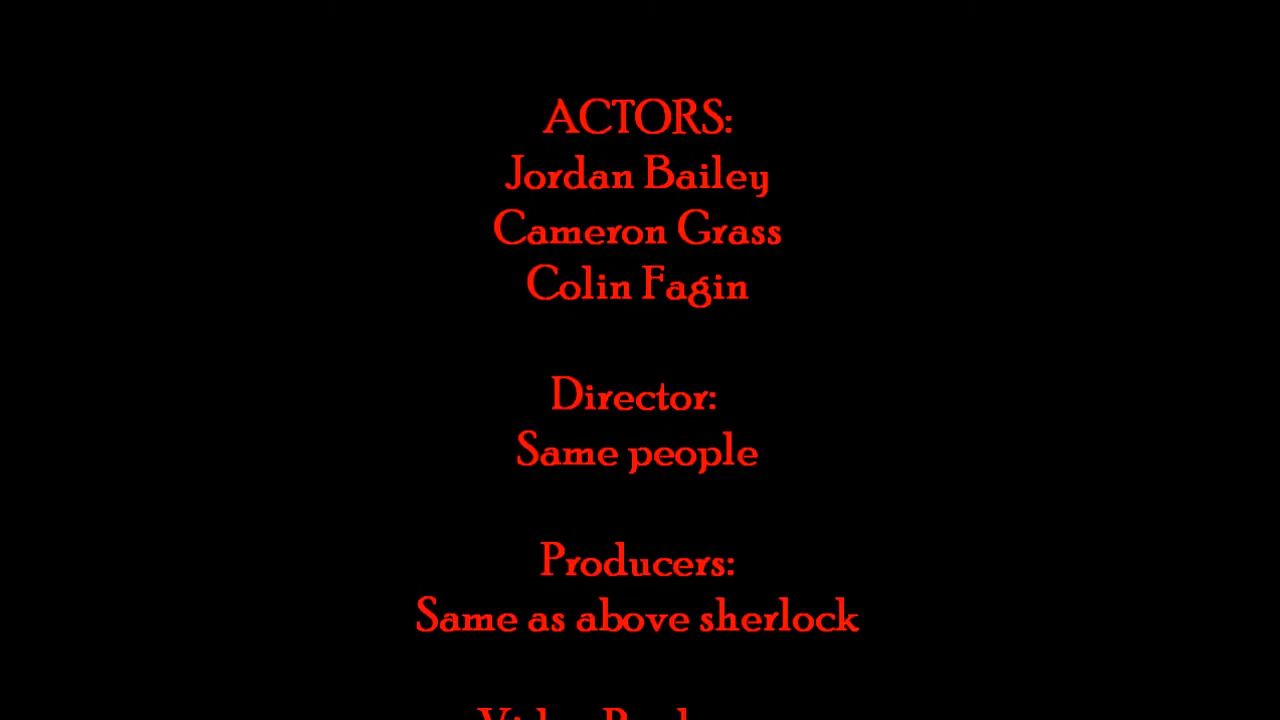 ACTORS:
Jordan Bailey
Cameron Grass
Colin Fagin
Director:
Same people
Producers:
Same as above sherlock